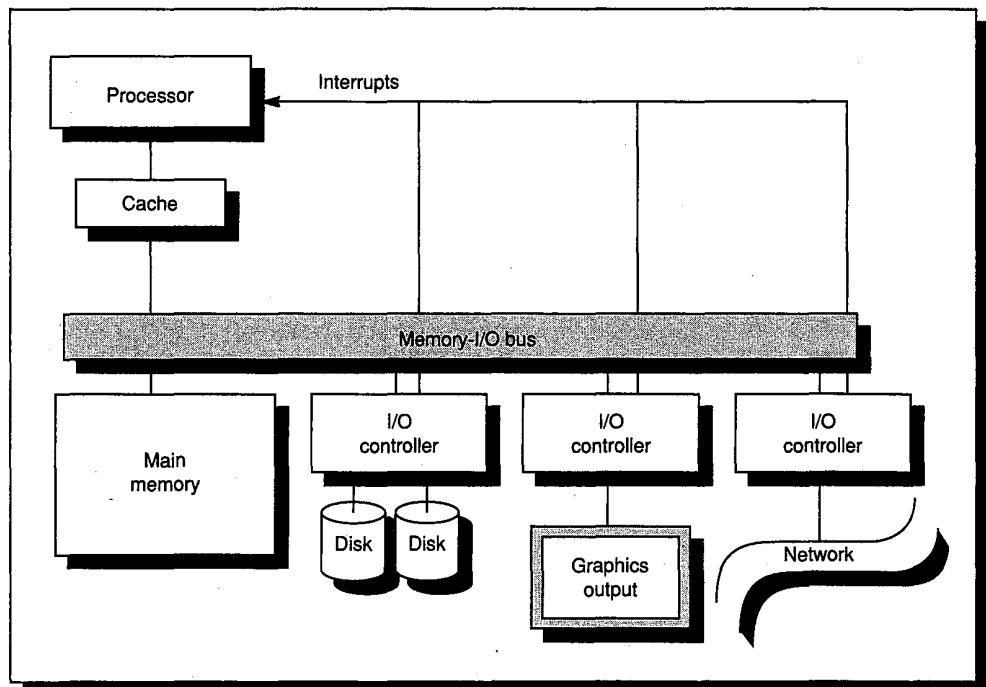 Processor
Interrupts
Cache
Memory-I/O bus
Main
memory
I/O
controller
I/O
controller
I/O
controller
Disk
Disk
Graphics
output
Network